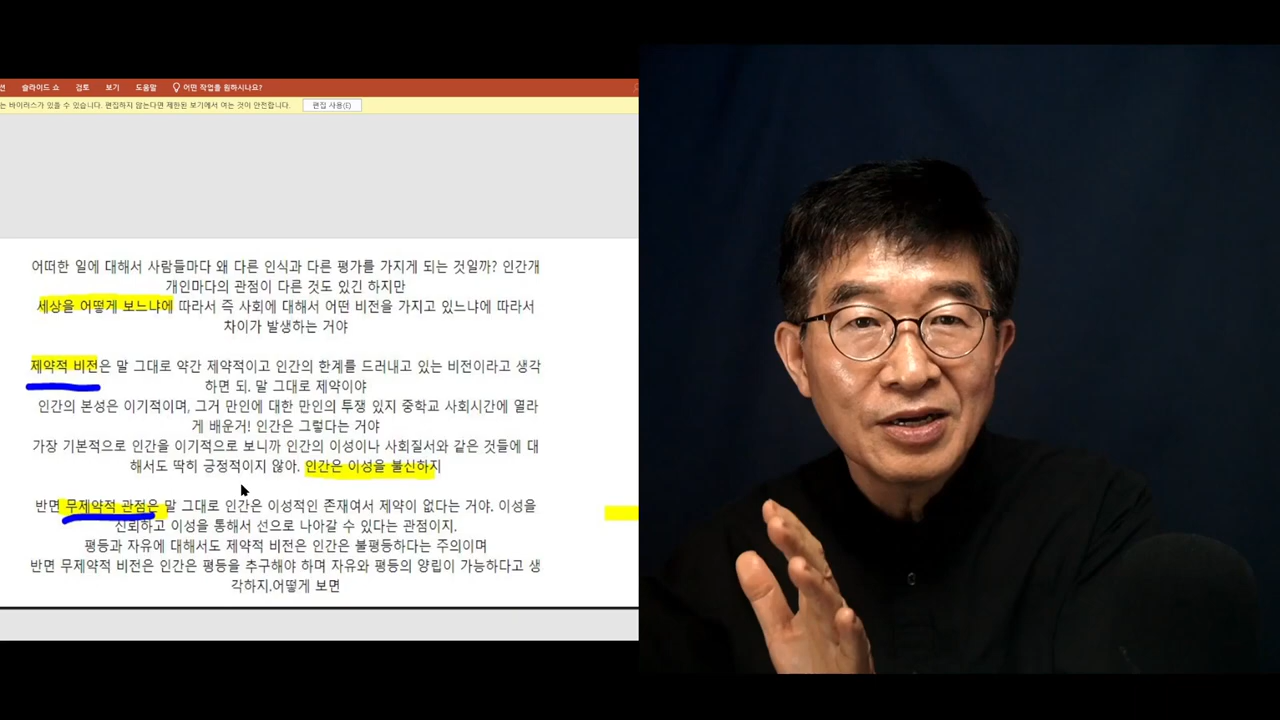 슬라이드 쇼 검토 보기 도움말 어떤 작업을 원하시나요?
는 바이러스가 있을 수 있습니다. 편집하지 않는다면 제한된 보기에서 여는 것이 안전합니다. 편집 사용(E)
어떠한 일에 대해서 사람들마다 왜 다른 인식과 다른 평가를 가지게 되는 것일까? 인간개
개인마다의 관점이 다른 것도 있긴 하지만
세상을 어떻게 보느냐에 따라서 즉 사회에 대해서 어떤 비전을 가지고 있느냐에 따라서
차이가 발생하는 거야
제약적 비전은 말 그대로 약간 제약적이고 인간의 한계를 드러내고 있는 비전이라고 생각
하면 되. 말 그대로 제약이야
인간의 본성은 이기적이며, 그거 만인에 대한 만인의 투쟁 있지 중학교 사회시간에 열라
게 배운거! 인간은 그렇다는 거야
가장 기본적으로 인간을 이기적으로 보니까 인간의 이성이나 사회질서와 같은 것들에 대
해서도 딱히 긍정적이지 않아. 인간은 이성을 불신하지
반면 무제약적 관점은 말 그대로 인간은 이성적인 존재여서 제약이 없다는 거야. 이성을
신뢰하고 이성을 통해서 선으로 나아갈 수 있다는 관점이지.
평등과 자유에 대해서도 제약적 비전은 인간은 불평등하다는 주의이며
반면 무제약적 비전은 인간은 평등을 추구해야 하며 자유와 평등의 양립이 가능하다고 생
각하지.어떻게 보면